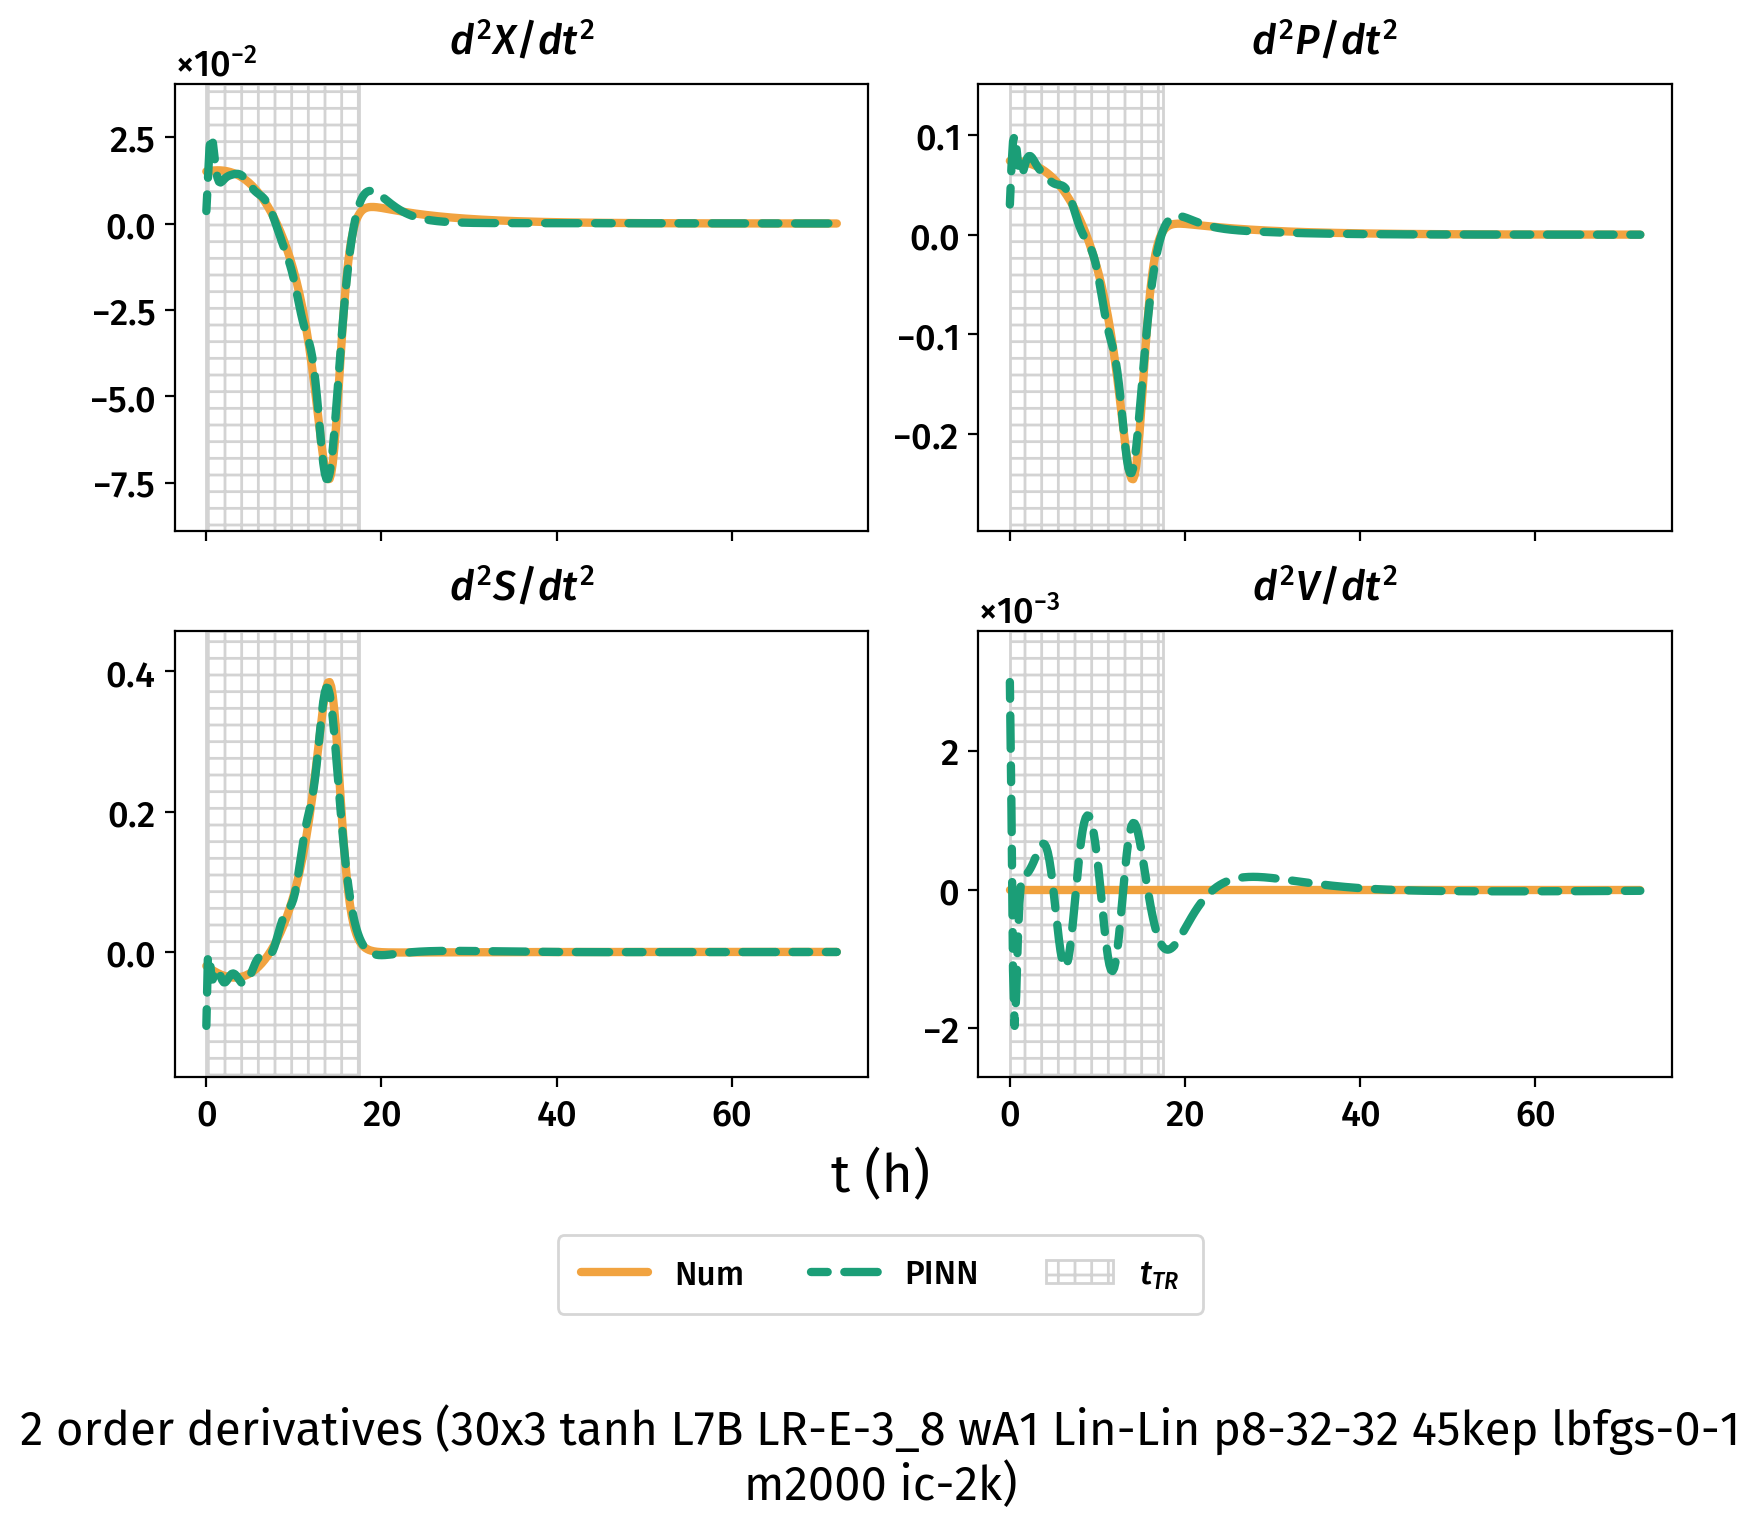 d²X/dt²
d²P/dt²
×10⁻²
2.5
0.0
−2.5
−5.0
−7.5
0.1
0.0
−0.1
−0.2
d²S/dt²
d²V/dt²
0.4
0.2
0.0
×10⁻³
2
0
−2
0 20 40 60
0 20 40 60
t (h)
Num PINN t_TR
2 order derivatives (30x3 tanh L7B LR-E-3_8 wA1 Lin-Lin p8-32-32 45kep lbfgs-0-1
m2000 ic-2k)